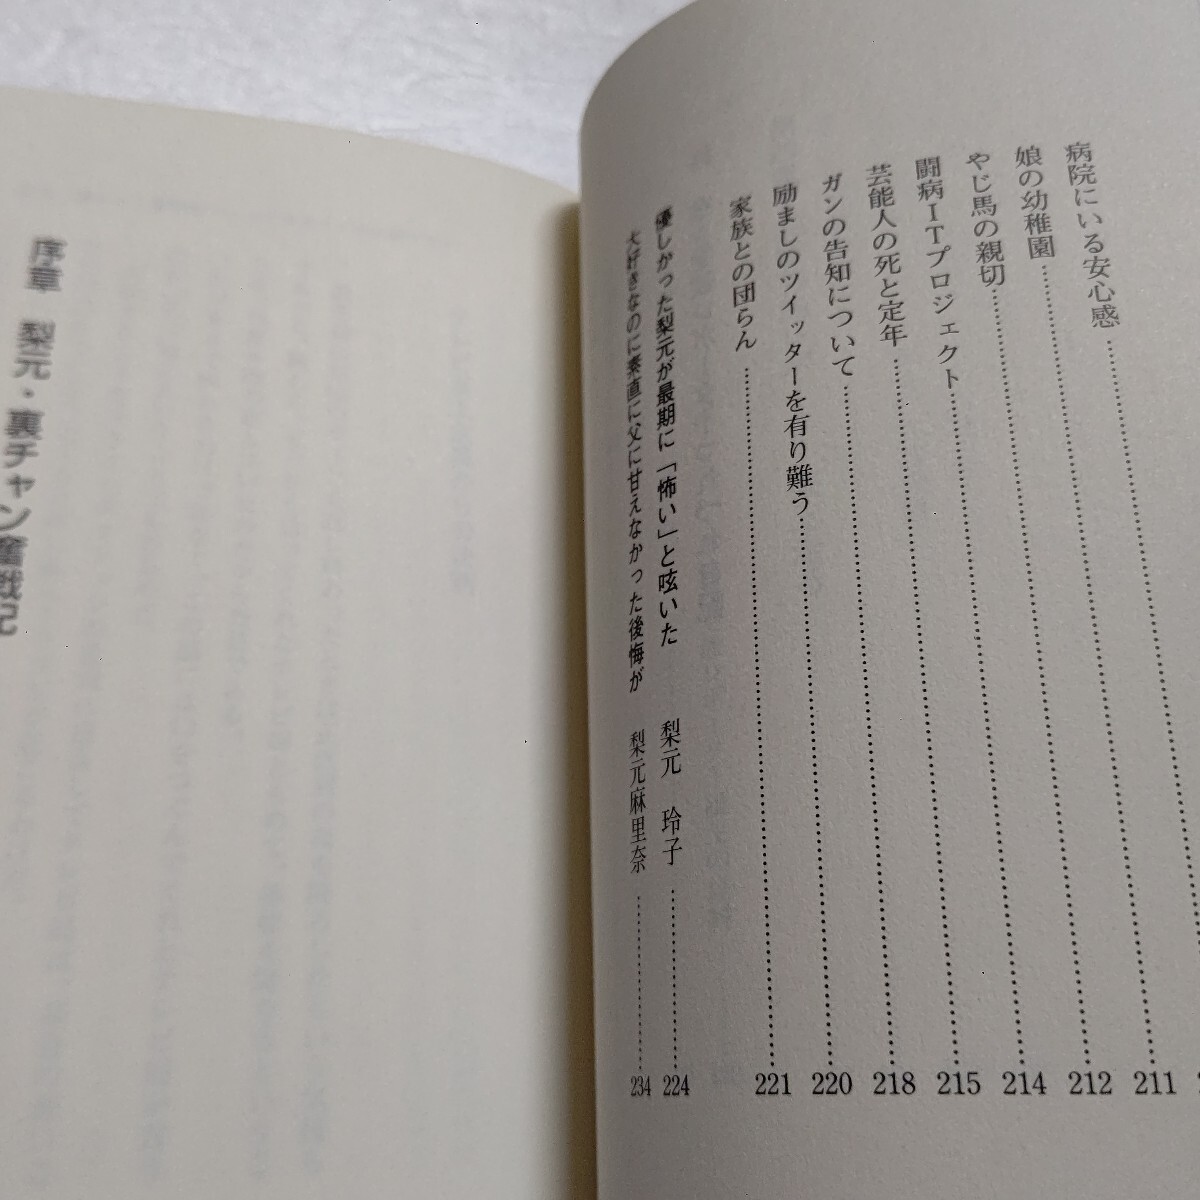 病院にいる安心感……211
娘の幼稚園……212
やじ馬の親切……214
闘病ITプロジェクト……215
芸能人の死と定年……218
ガンの告知について……220
励ましのツイッターを有り難う……221
家族との団らん
優しかった梨元が最期に「怖い」と呟いた 梨元 玲子……224
大好きなのに素直に父に甘えなかった後悔が 梨元麻里奈……234
序章 梨元・裏チャン奮戦記